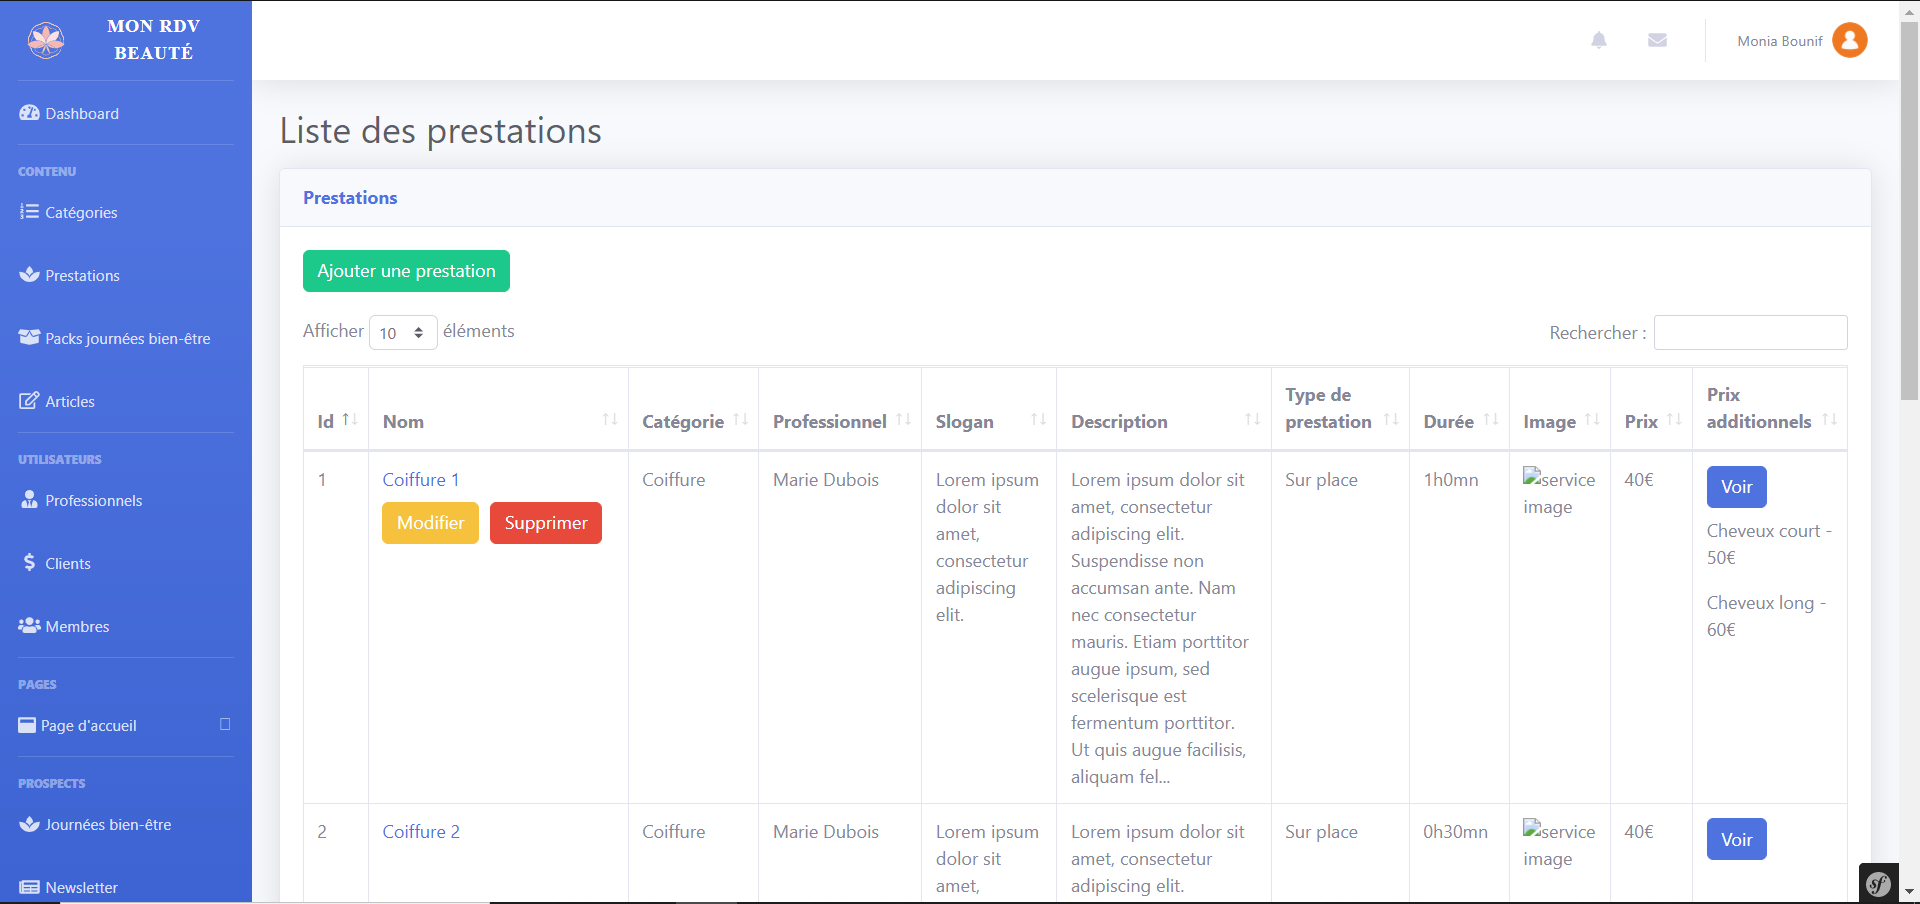 MON RDV
BEAUTÉ
Dashboard
CONTENU
Catégories
Prestations
Packs journées bien-être
Articles
UTILISATEURS
Professionnels
Clients
Membres
PAGES
Page d'accueil
PROSPECTS
Journées bien-être
Newsletter
Monia Bounif
Liste des prestations
Prestations
Ajouter une prestation
Afficher 10 éléments
Rechercher :
Id
Nom
Catégorie
Professionnel
Slogan
Description
Type de
prestation
Durée
Image
Prix
Prix
additionnels
1
Coiffure 1
Modifier
Supprimer
Coiffure
Marie Dubois
Lorem ipsum
dolor sit
amet,
consectetur
adipiscing
elit.
Lorem ipsum dolor sit
amet, consectetur
adipiscing elit.
Suspendisse non
accumsan ante. Nam
nec consectetur
mauris. Etiam porttitor
augue ipsum, sed
scelerisque est
fermentum porttitor.
Ut quis augue facilisis,
aliquam fel...
Sur place
1h0mn
service
image
40€
Voir
Cheveux court -
50€
Cheveux long -
60€
2
Coiffure 2
Coiffure
Marie Dubois
Lorem ipsum
dolor sit
amet,
Lorem ipsum dolor sit
amet, consectetur
adipiscing elit.
Sur place
0h30mn
service
image
40€
Voir
sf